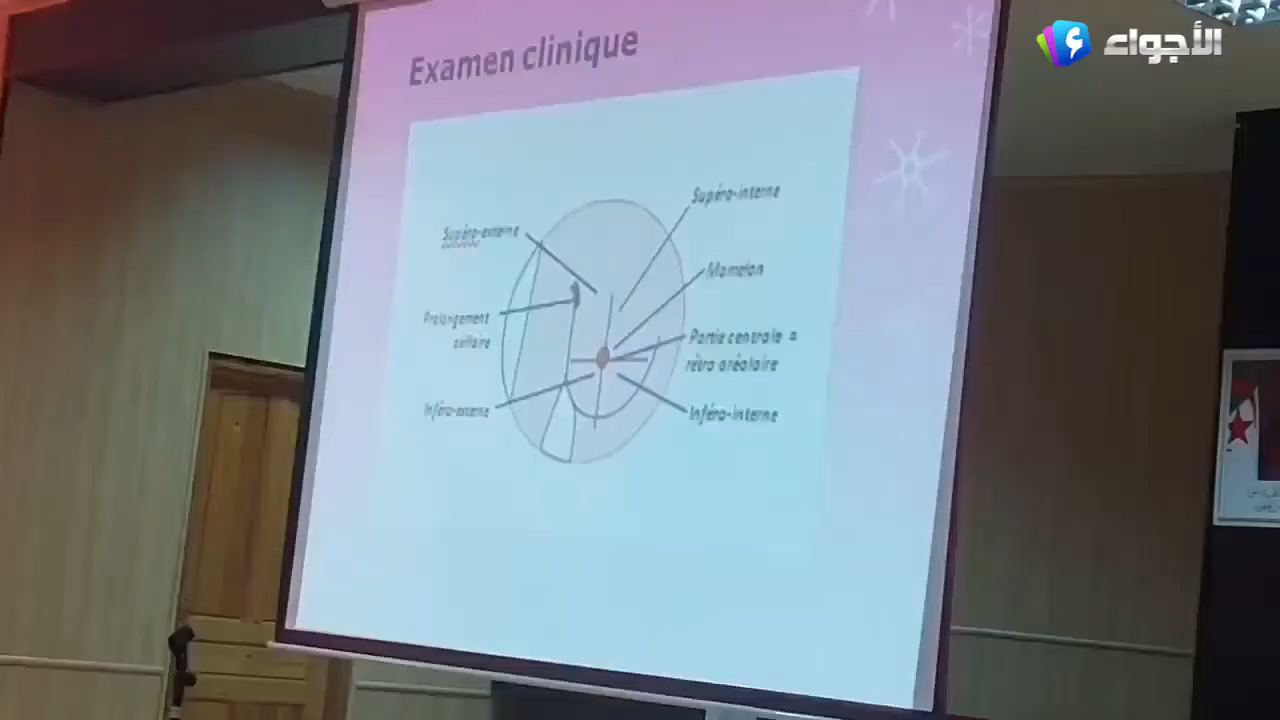 الأجواء
Examen clinique
Supéro-interne
Supéro-externe
Mamelon
Prolongement
axillaire
Partie centrale =
rétro aréolaire
Inféro-externe
Inféro-interne